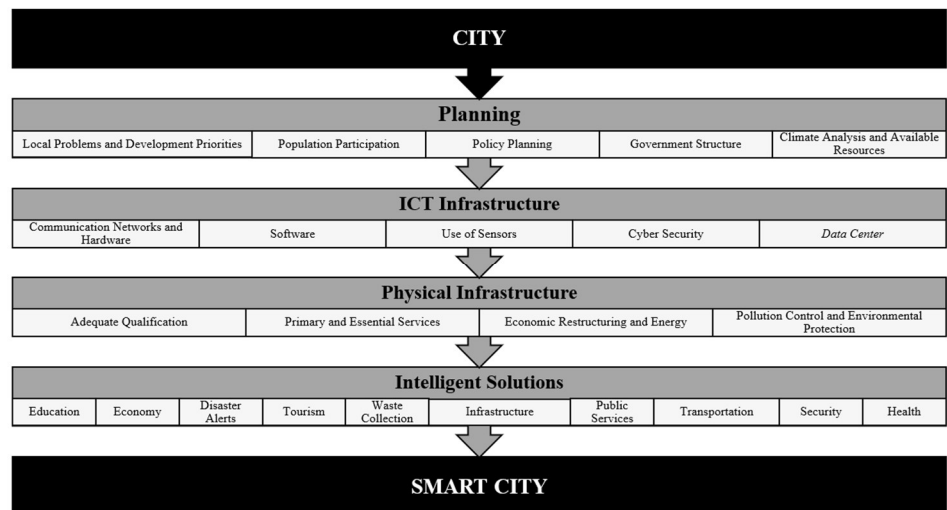 CITY
Planning
Local Problems and Development Priorities
Population Participation
Policy Planning
Government Structure
Climate Analysis and Available
Resources
ICT Infrastructure
Communication Networks and
Hardware
Software
Use of Sensors
Cyber Security
Data Center
Physical Infrastructure
Adequate Qualification
Primary and Essential Services
Economic Restructuring and Energy
Pollution Control and Environmental
Protection
Intelligent Solutions
Education
Economy
Disaster
Alerts
Tourism
Waste
Collection
Infrastructure
Public
Services
Transportation
Security
Health
SMART CITY